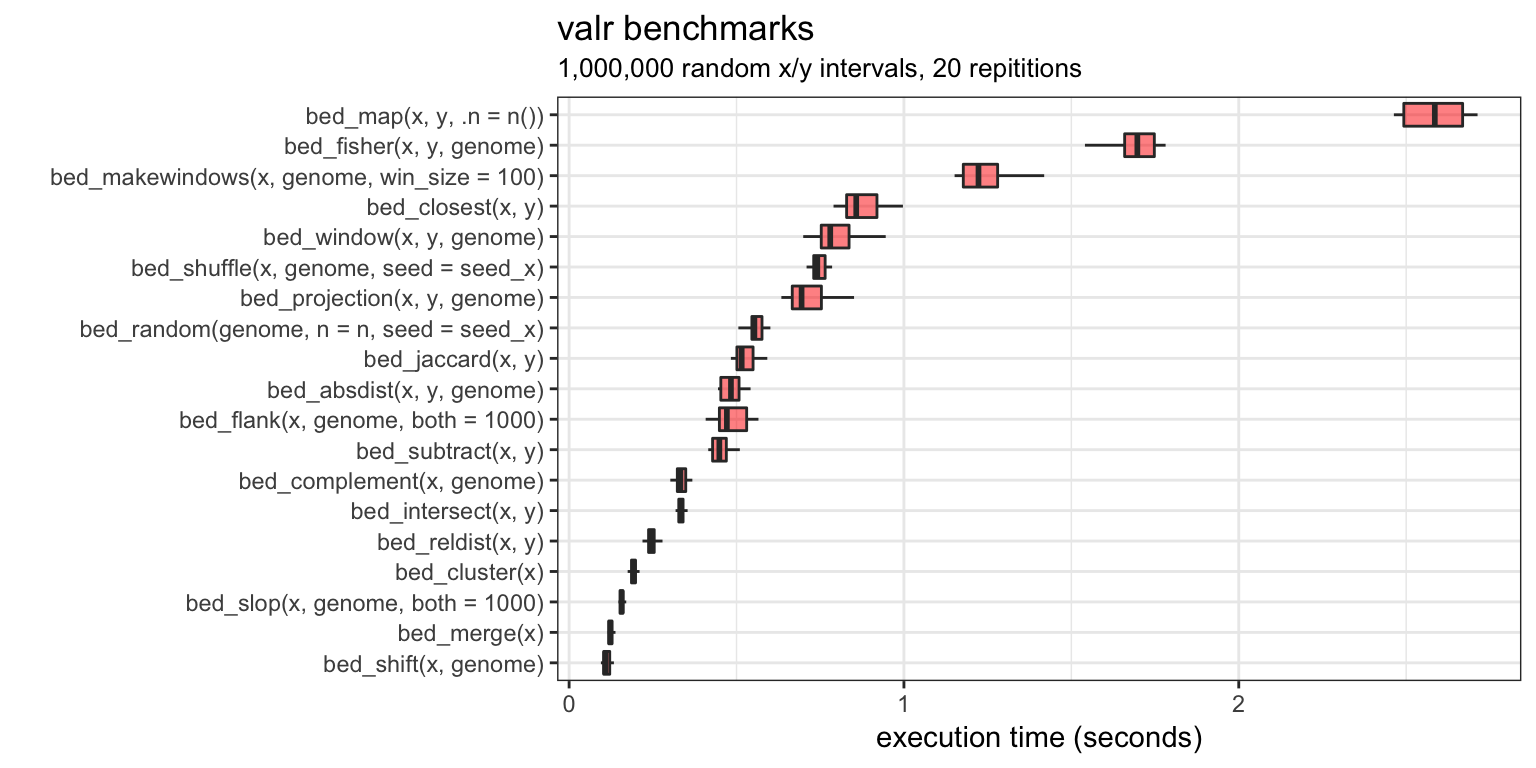 valr benchmarks
1,000,000 random x/y intervals, 20 repititions
bed_map(x, y, .n = n())
bed_fisher(x, y, genome)
bed_makewindows(x, genome, win_size = 100)
bed_closest(x, y)
bed_window(x, y, genome)
bed_shuffle(x, genome, seed = seed_x)
bed_projection(x, y, genome)
bed_random(genome, n = n, seed = seed_x)
bed_jaccard(x, y)
bed_absdist(x, y, genome)
bed_flank(x, genome, both = 1000)
bed_subtract(x, y)
bed_complement(x, genome)
bed_intersect(x, y)
bed_reldist(x, y)
bed_cluster(x)
bed_slop(x, genome, both = 1000)
bed_merge(x)
bed_shift(x, genome)
0 1 2
execution time (seconds)